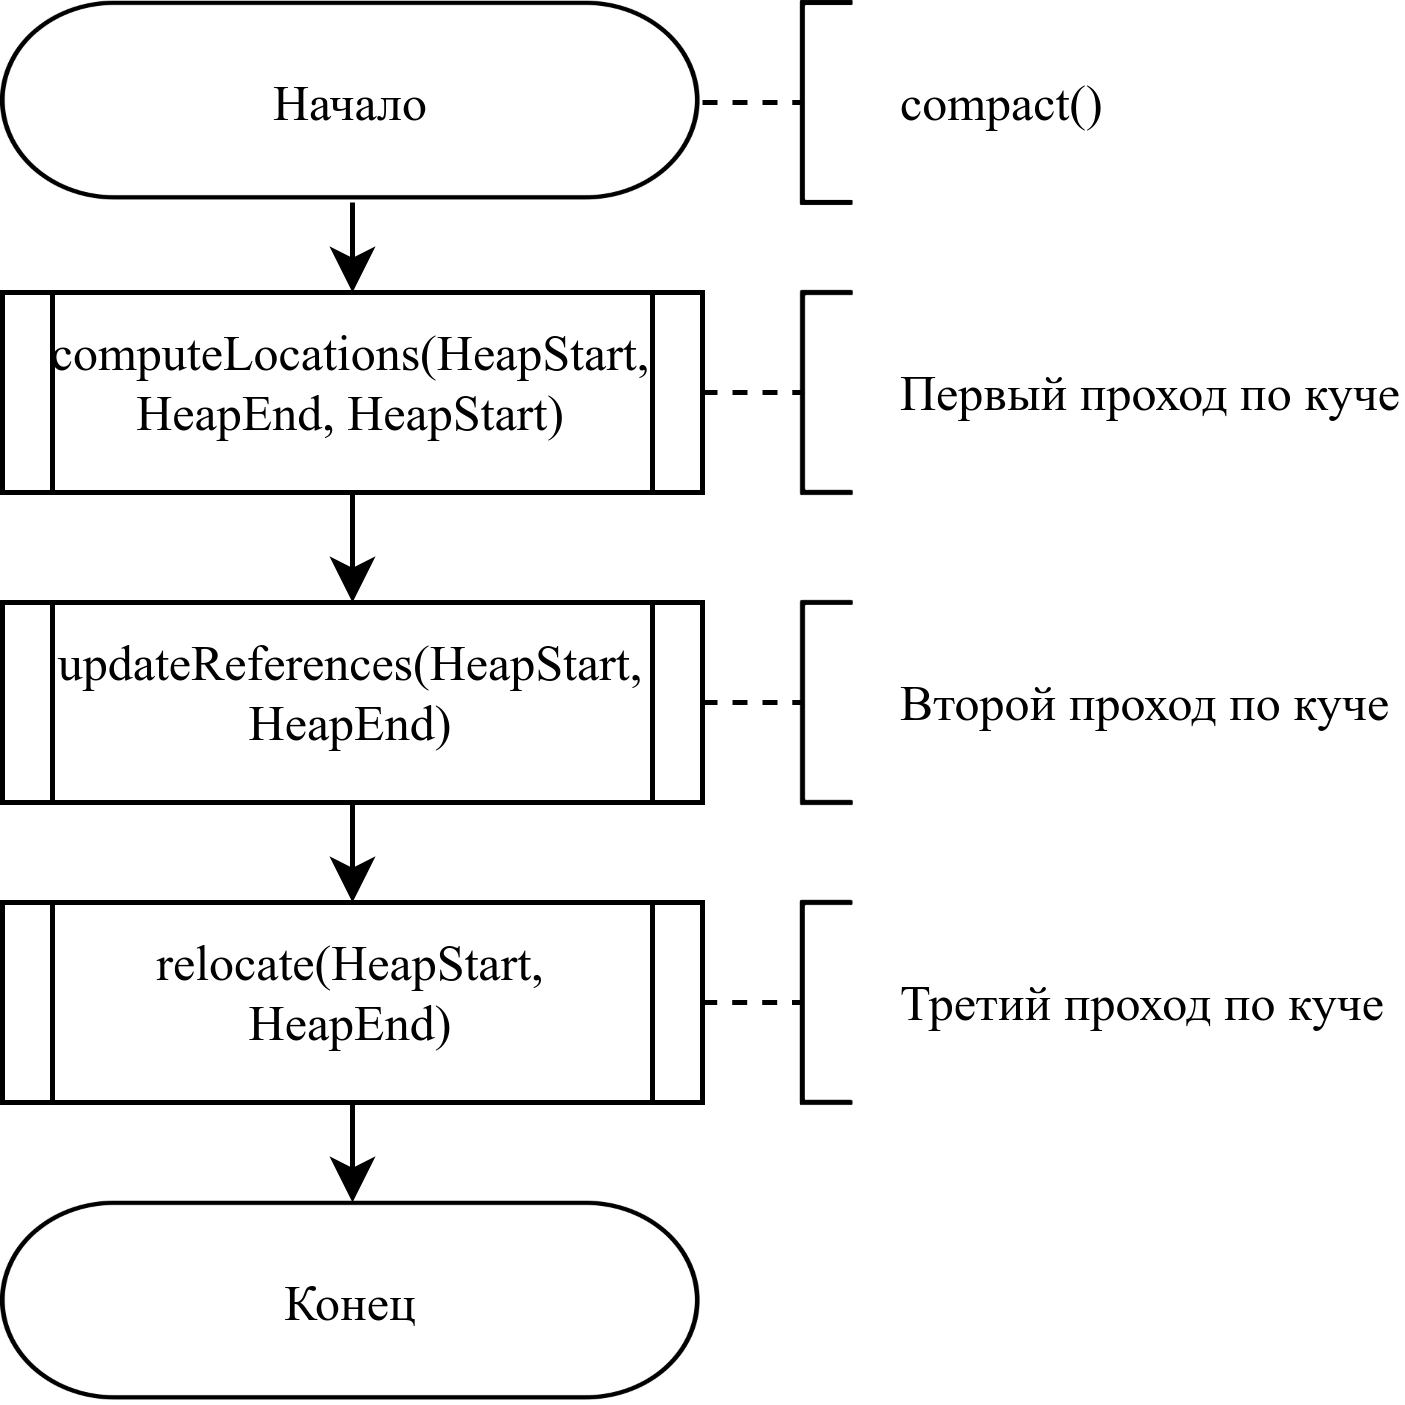 Начало
compact()
computeLocations(HeapStart,
HeapEnd, HeapStart)
Первый проход по куче
updateReferences(HeapStart,
HeapEnd)
Второй проход по куче
relocate(HeapStart,
HeapEnd)
Третий проход по куче
Конец